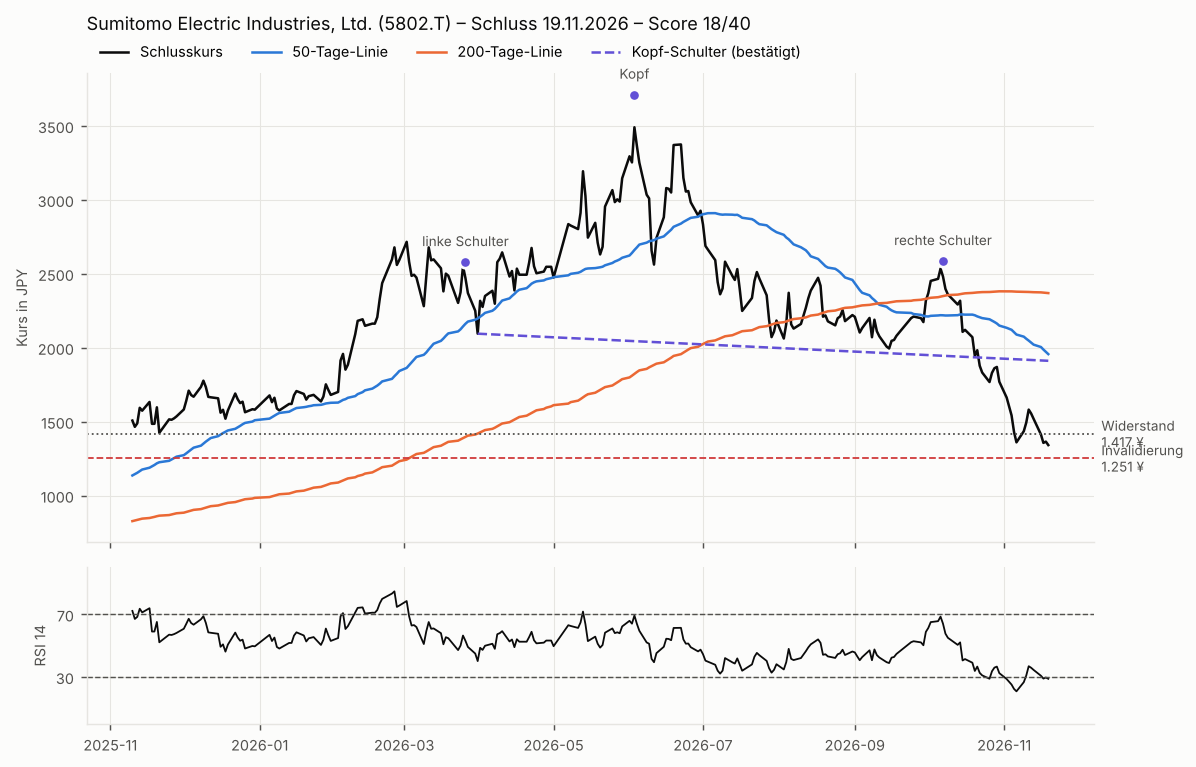 Sumitomo Electric Industries, Ltd. (5802.T) – Schluss 19.11.2026 – Score 18/40
Schlusskurs 50-Tage-Linie 200-Tage-Linie Kopf-Schulter (bestätigt)
Kopf
linke Schulter
rechte Schulter
Kurs in JPY
3500
3000
2500
2000
1500
1000
Widerstand
1.417 ¥
Invalidierung
1.251 ¥
RSI 14
70
30
2025-11 2026-01 2026-03 2026-05 2026-07 2026-09 2026-11